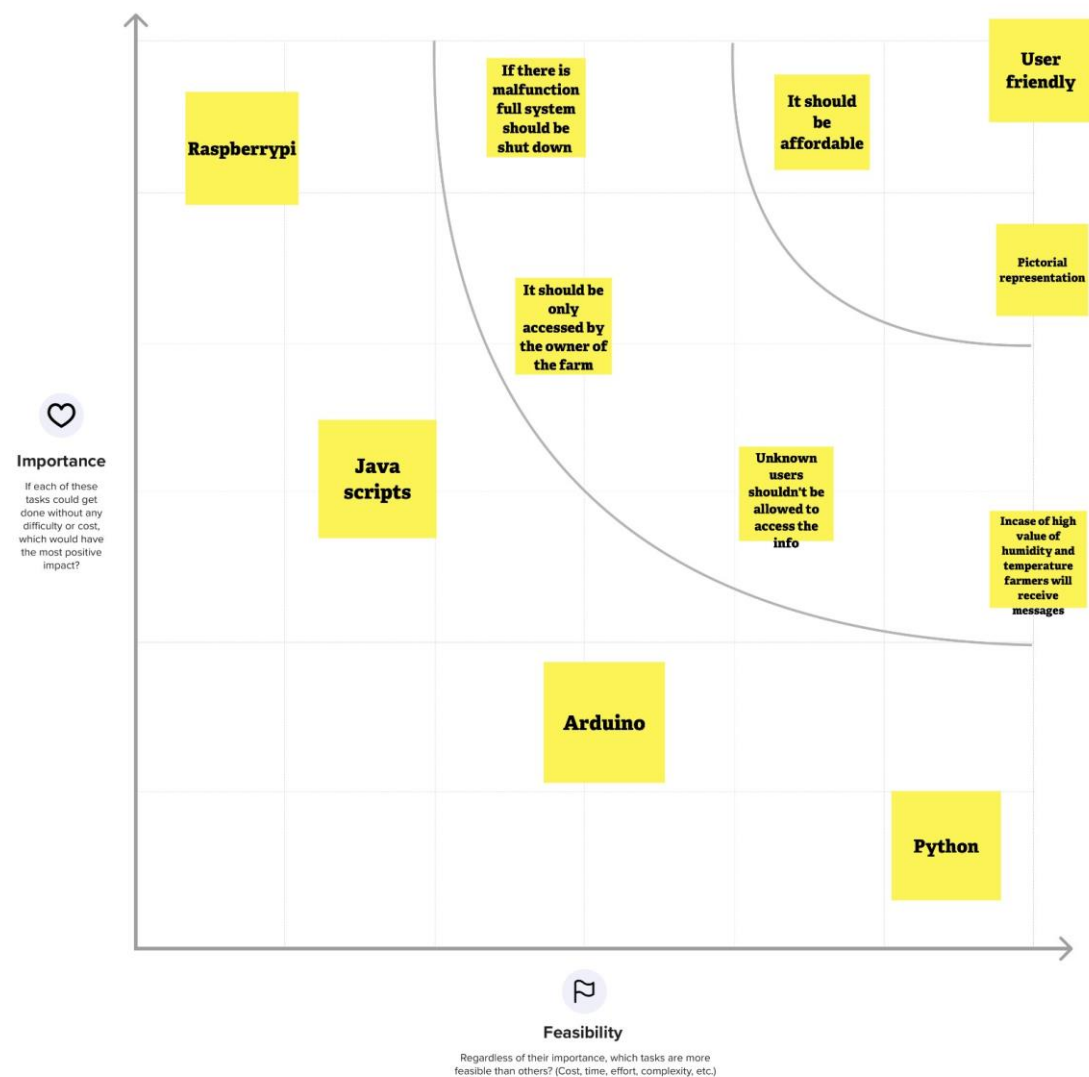 User
friendly
If there is
malfunction
full system
should be
shut down
It should
be
affordable
Raspberrypi
Pictorial
representation
It should be
only
accessed by
the owner of
the farm
Importance
If each of these
tasks could get
done without any
difficulty or cost,
which would have
the most positive
impact?
Java
scripts
Unknown
users
shouldn't be
allowed to
access the
info
Incase of high
value of
humidity and
temperature
farmers will
receive
messages
Arduino
Python
Feasibility
Regardless of their importance, which tasks are more
feasible than others? (Cost, time, effort, complexity, etc.)